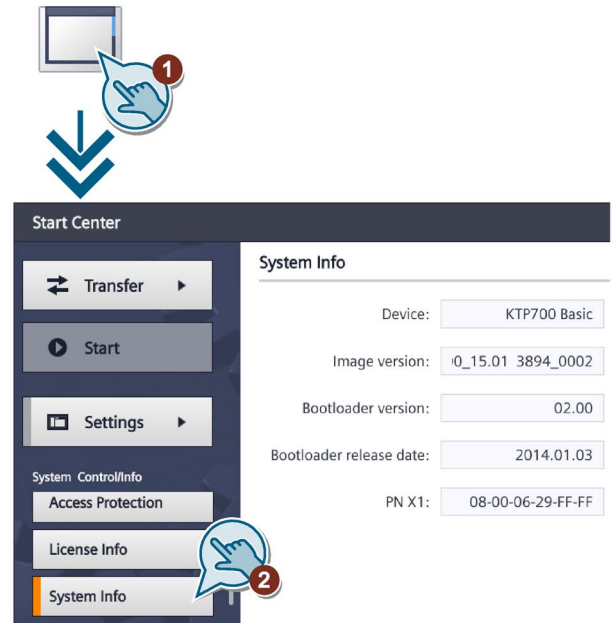 1
Start Center
Transfer
Start
Settings
System Control/Info
Access Protection
License Info
System Info
2
System Info
Device: KTP700 Basic
Image version: 0_15.01 3894_0002
Bootloader version: 02.00
Bootloader release date: 2014.01.03
PN X1: 08-00-06-29-FF-FF